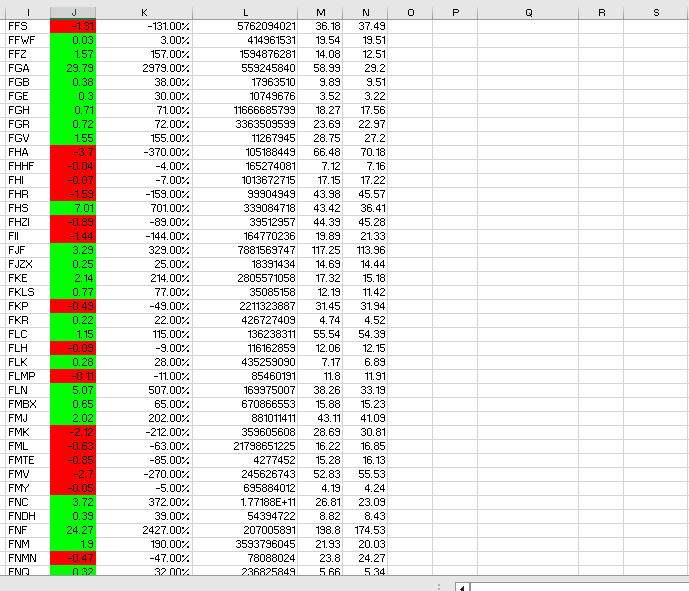 I J K L M N O P Q R S
FFS -1.31 -131.00% 5762094021 36.18 37.49
FFWF 0.03 3.00% 414961531 19.54 19.51
FFZ 1.57 157.00% 1594876281 14.08 12.51
FGA 29.79 2979.00% 559245840 58.99 29.2
FGB 0.38 38.00% 17963510 9.89 9.51
FGE 0.3 30.00% 10749676 3.52 3.22
FGH 0.71 71.00% 11666685799 18.27 17.56
FGR 0.72 72.00% 3363509599 23.69 22.97
FGV 1.55 155.00% 11267945 28.75 27.2
FHA -3.7 -370.00% 105188449 66.48 70.18
FHHF -0.04 -4.00% 165274081 7.12 7.16
FHI -0.07 -7.00% 1013672715 17.15 17.22
FHR -1.59 -159.00% 99904949 43.98 45.57
FHS 7.01 701.00% 339084718 43.42 36.41
FHZI -0.89 -89.00% 39512957 44.39 45.28
FII -1.44 -144.00% 164770236 19.89 21.33
FJF 3.29 329.00% 7881569747 117.25 113.96
FJZX 0.25 25.00% 18391434 14.69 14.44
FKE 2.14 214.00% 2805571058 17.32 15.18
FKLS 0.77 77.00% 35085158 12.19 11.42
FKP -0.49 -49.00% 2211323887 31.45 31.94
FKR 0.22 22.00% 426727409 4.74 4.52
FLC 1.15 115.00% 136238311 55.54 54.39
FLH -0.09 -9.00% 116162859 12.06 12.15
FLK 0.28 28.00% 435259090 7.17 6.89
FLMP -0.11 -11.00% 85460191 11.8 11.91
FLN 5.07 507.00% 169975007 38.26 33.19
FMBX 0.65 65.00% 670866553 15.88 15.23
FMJ 2.02 202.00% 881011411 43.11 41.09
FMK -2.12 -212.00% 359605608 28.69 30.81
FML -0.63 -63.00% 21798651225 16.22 16.85
FMTE -0.85 -85.00% 4277452 15.28 16.13
FMV -2.7 -270.00% 245626743 52.83 55.53
FMY -0.05 -5.00% 695884012 4.19 4.24
FNC 3.72 372.00% 1.77188E+11 26.81 23.09
FNDH 0.39 39.00% 54394722 8.82 8.43
FNF 24.27 2427.00% 207005891 198.8 174.53
FNM 1.9 190.00% 3593796045 21.93 20.03
FNMN -0.47 -47.00% 78088024 23.8 24.27
FNQ 0.32 32.00% 236825849 5.66 5.34